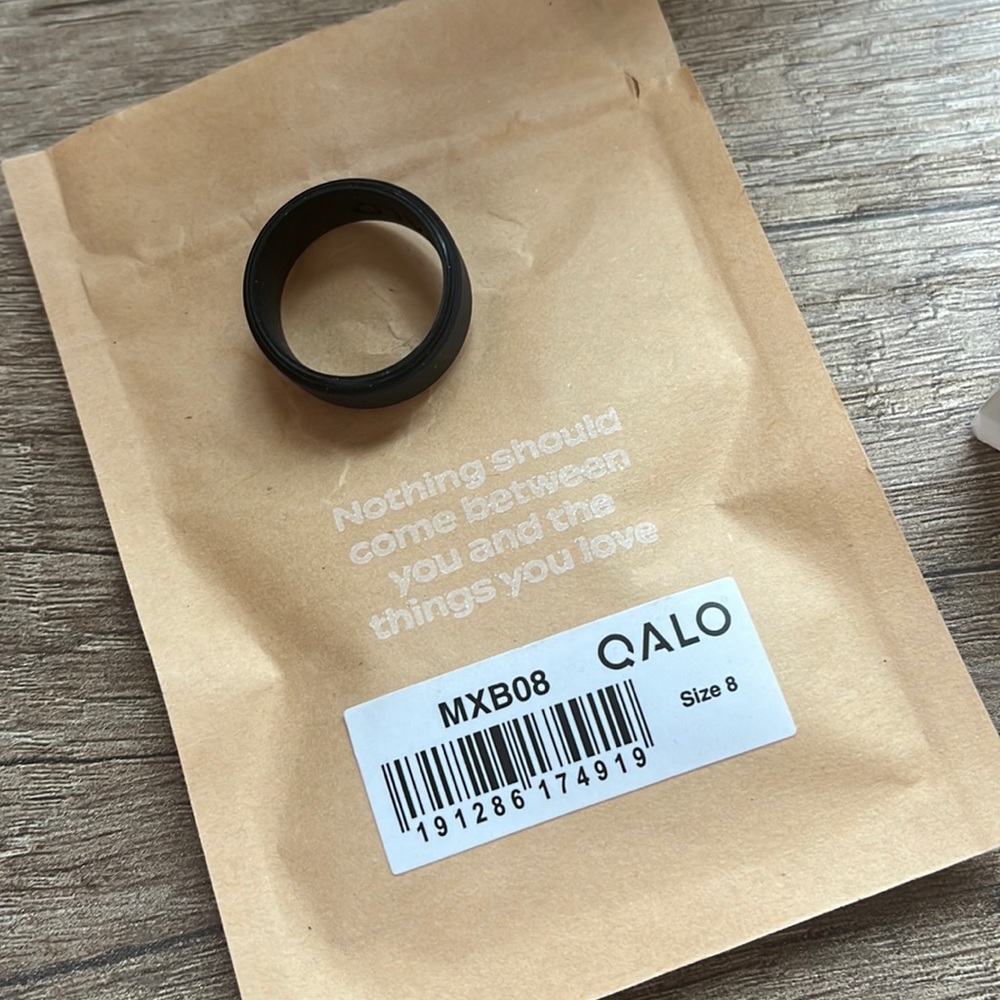 Nothing should
come between
you and the
things you love
QALO
MXB08
Size 8
191286 174919